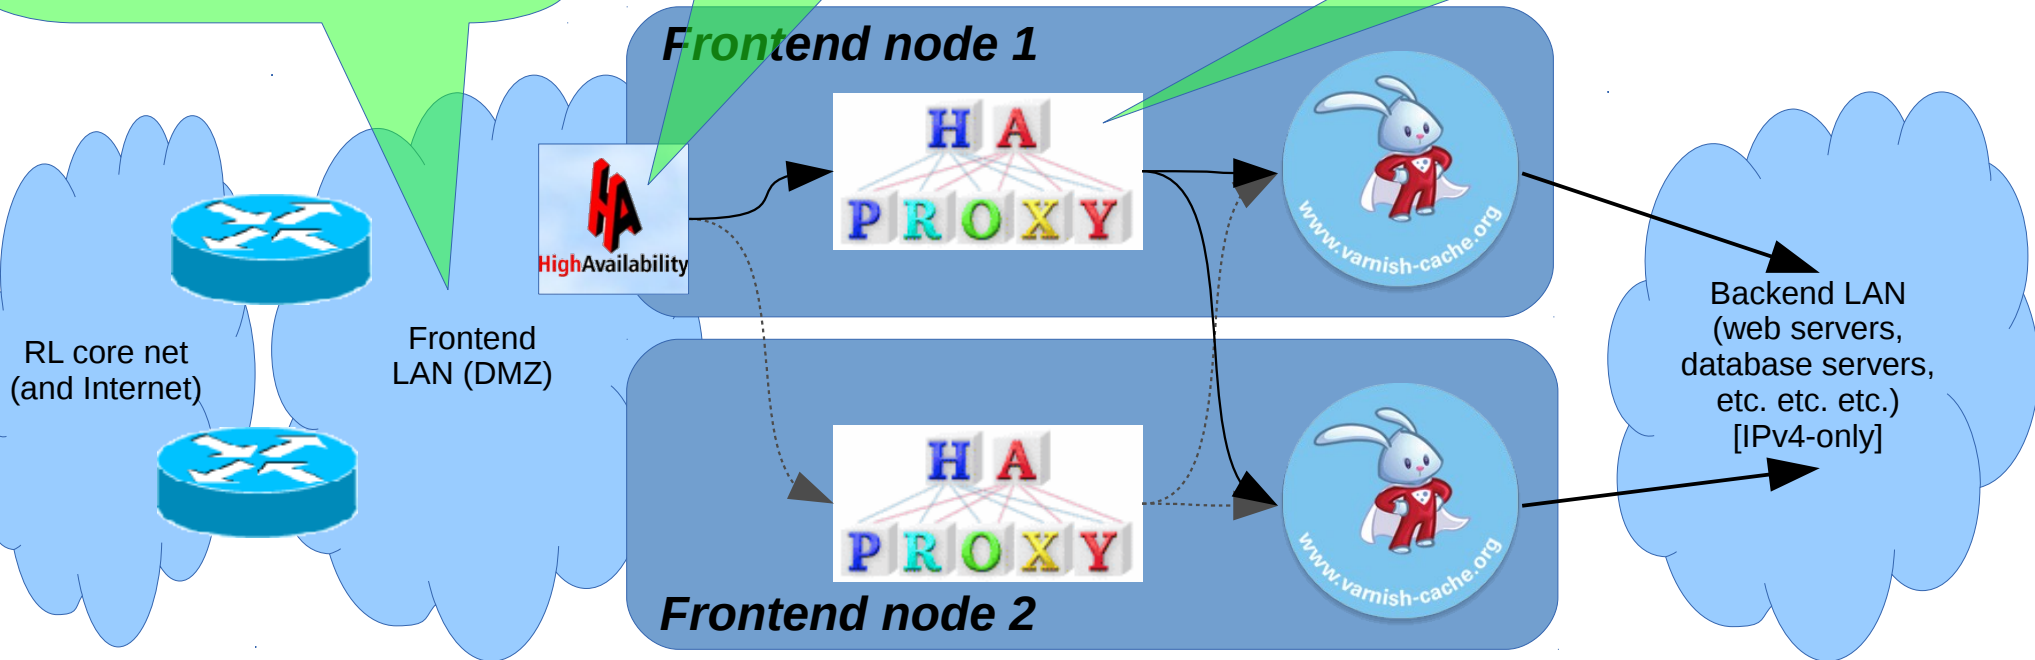 Frontend node 1
HA
PROXY
www.varnish-cache.org
HighAvailability
RL core net
(and Internet)
Frontend
LAN (DMZ)
Backend LAN
(web servers,
database servers,
etc. etc. etc.)
[IPv4-only]
HA
PROXY
www.varnish-cache.org
Frontend node 2